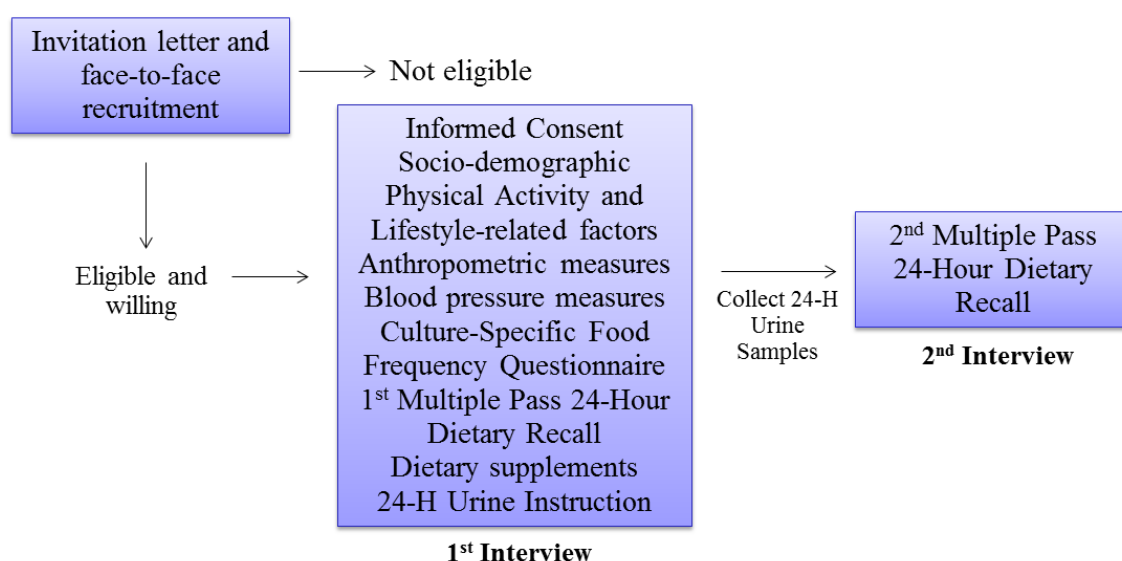 Invitation letter and
face-to-face
recruitment
Not eligible
Eligible and
willing
Informed Consent
Socio-demographic
Physical Activity and
Lifestyle-related factors
Anthropometric measures
Blood pressure measures
Culture-Specific Food
Frequency Questionnaire
1st Multiple Pass 24-Hour
Dietary Recall
Dietary supplements
24-H Urine Instruction
1st Interview
Collect 24-H
Urine
Samples
2nd Multiple Pass
24-Hour Dietary
Recall
2nd Interview